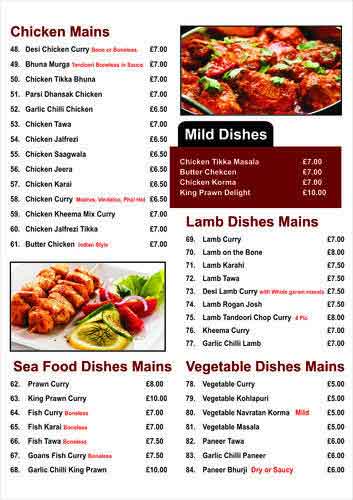 Chicken Mains
48. Desi Chicken Curry Bone or Boneless £7.00
49. Bhuna Murga Tandoori Boneless in Sauce £7.00
50. Chicken Tikka Bhuna £7.00
51. Parsi Dhansak Chicken £7.00
52. Garlic Chilli Chicken £6.50
53. Chicken Tawa £7.00
54. Chicken Jalfrezi £6.50
55. Chicken Saagwala £6.50
56. Chicken Jeera £6.50
57. Chicken Karai £6.50
58. Chicken Curry Madras, Vindaloo, Phal Hot £6.50
59. Chicken Kheema Mix Curry £7.00
60. Chicken Jalfrezi Tikka £7.00
61. Butter Chicken Indian Style £7.00
Mild Dishes
Chicken Tikka Masala £7.00
Butter Chekcen £7.00
Chicken Korma £7.00
King Prawn Delight £10.00
Lamb Dishes Mains
69. Lamb Curry £7.00
70. Lamb on the Bone £8.00
71. Lamb Karahi £7.50
72. Lamb Tawa £7.50
73. Desi Lamb Curry with Whole garam masala £7.50
74. Lamb Rogan Josh £7.50
75. Lamb Tandoori Chop Curry 4 Pic £8.00
76. Kheema Curry £7.00
77. Garlic Chilli Lamb £7.00
Sea Food Dishes Mains
62. Prawn Curry £8.00
63. King Prawn Curry £10.00
64. Fish Curry Boneless £7.00
65. Fish Karai Boneless £7.00
66. Fish Tawa Boneless £7.50
67. Goans Fish Curry Boneless £7.50
68. Garlic Chilli King Prawn £10.00
Vegetable Dishes Mains
78. Vegetable Curry £5.00
79. Vegetable Kohlapuri £5.00
80. Vegetable Navratan Korma Mild £5.00
81. Vegetable Masala £5.00
82. Paneer Tawa £6.00
83. Garlic Chilli Paneer £6.00
84. Paneer Bhurji Dry or Saucy £6.00